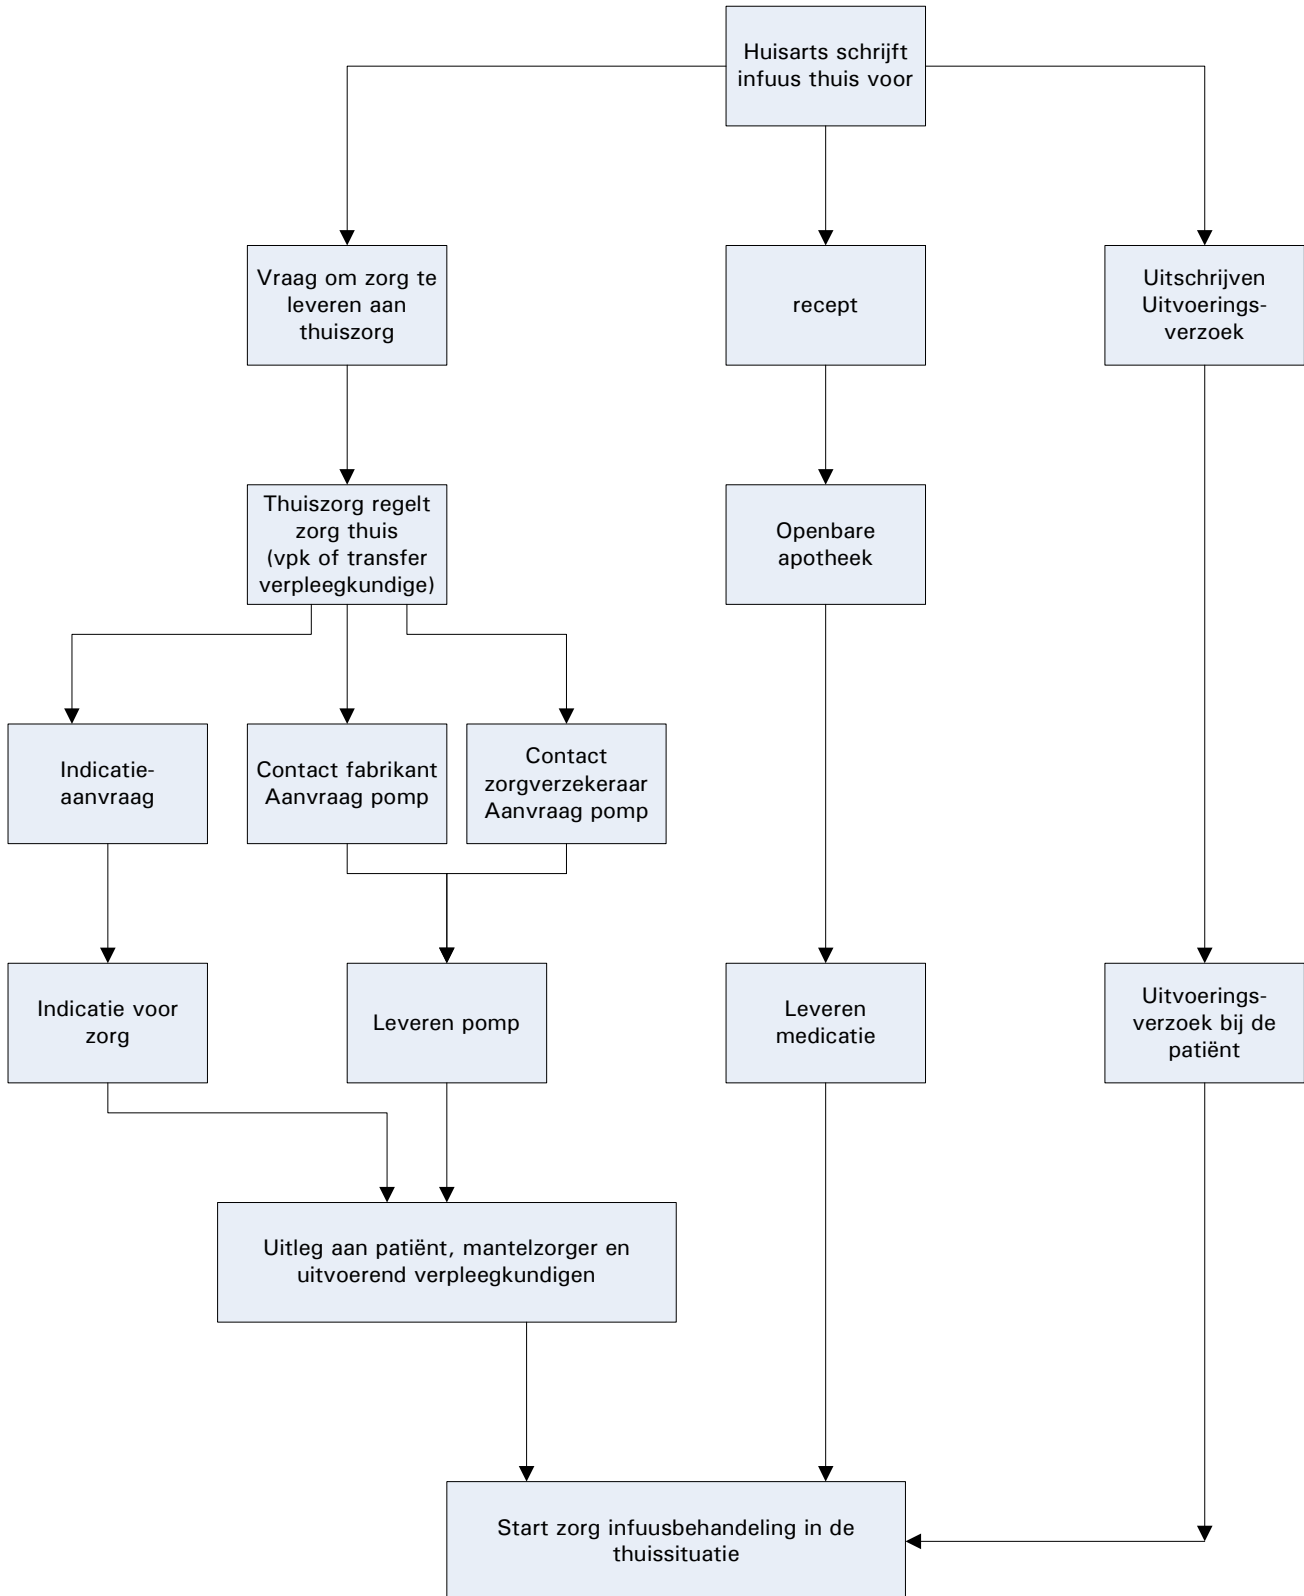 Huisarts schrijft
infuus thuis voor
Vraag om zorg te
leveren aan
thuiszorg
recept
Uitschrijven
Uitvoerings-
verzoek
Thuiszorg regelt
zorg thuis
(vpk of transfer
verpleegkundige)
Openbare
apotheek
Indicatie-
aanvraag
Contact fabrikant
Aanvraag pomp
Contact
zorgverzekeraar
Aanvraag pomp
Indicatie voor
zorg
Leveren pomp
Leveren
medicatie
Uitvoerings-
verzoek bij de
patiënt
Uitleg aan patiënt, mantelzorger en
uitvoerend verpleegkundigen
Start zorg infuusbehandeling in de
thuissituatie